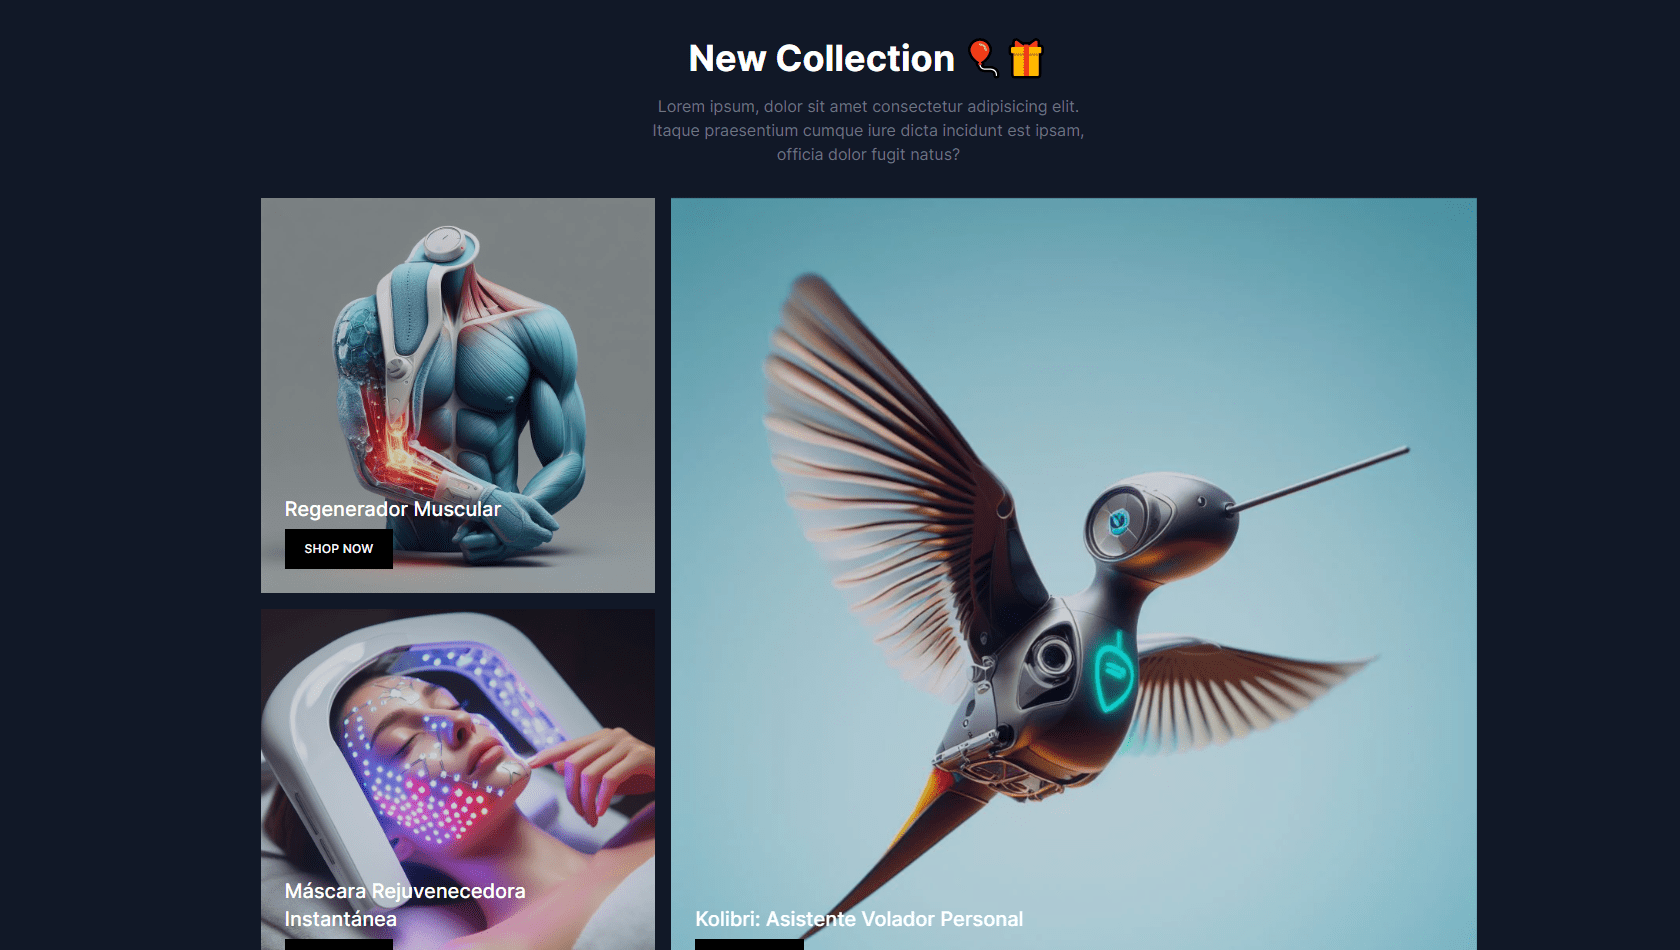 New Collection 🎈🎁
Lorem ipsum, dolor sit amet consectetur adipisicing elit.
Itaque praesentium cumque iure dicta incidunt est ipsam,
officia dolor fugit natus?
Regenerador Muscular
SHOP NOW
Máscara Rejuvenecedora
Instantánea
Kolibri: Asistente Volador Personal